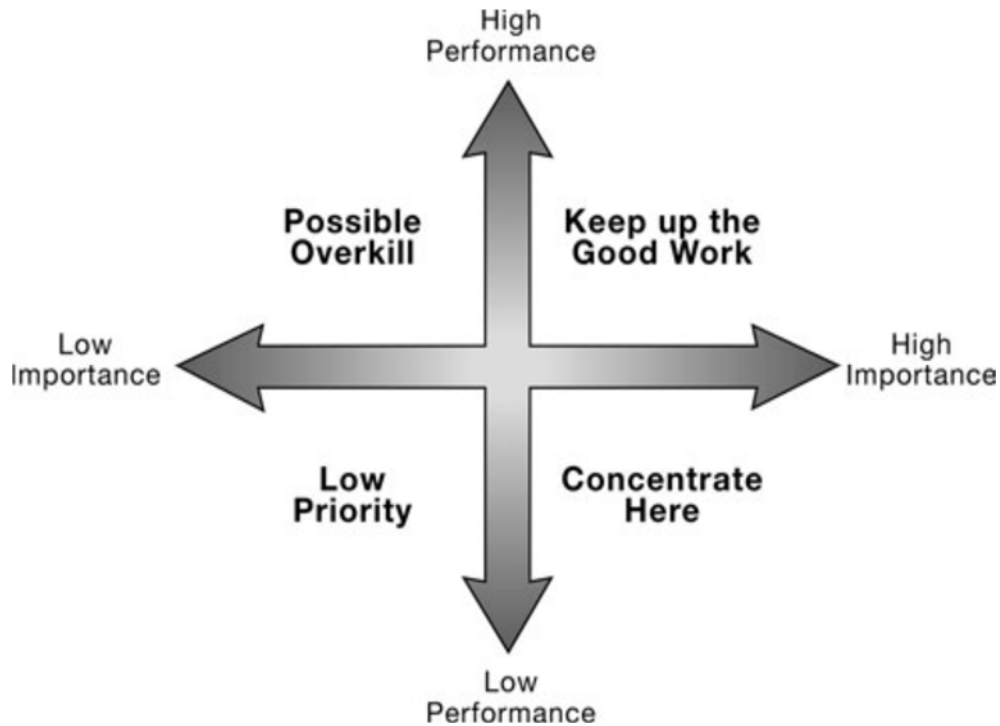 High
Performance
Possible
Overkill
Keep up the
Good Work
Low
Importance
High
Importance
Low
Priority
Concentrate
Here
Low
Performance